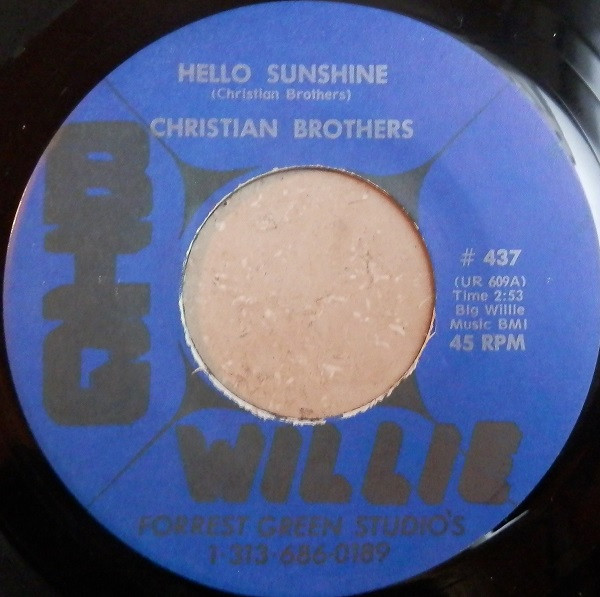 HELLO SUNSHINE
(Christian Brothers)
CHRISTIAN BROTHERS
BIG
# 437
(UR 609A)
Time 2:53
Big Willie
Music BMI
45 RPM
WILLIE
FORREST GREEN STUDIO'S
1-313-686-0189